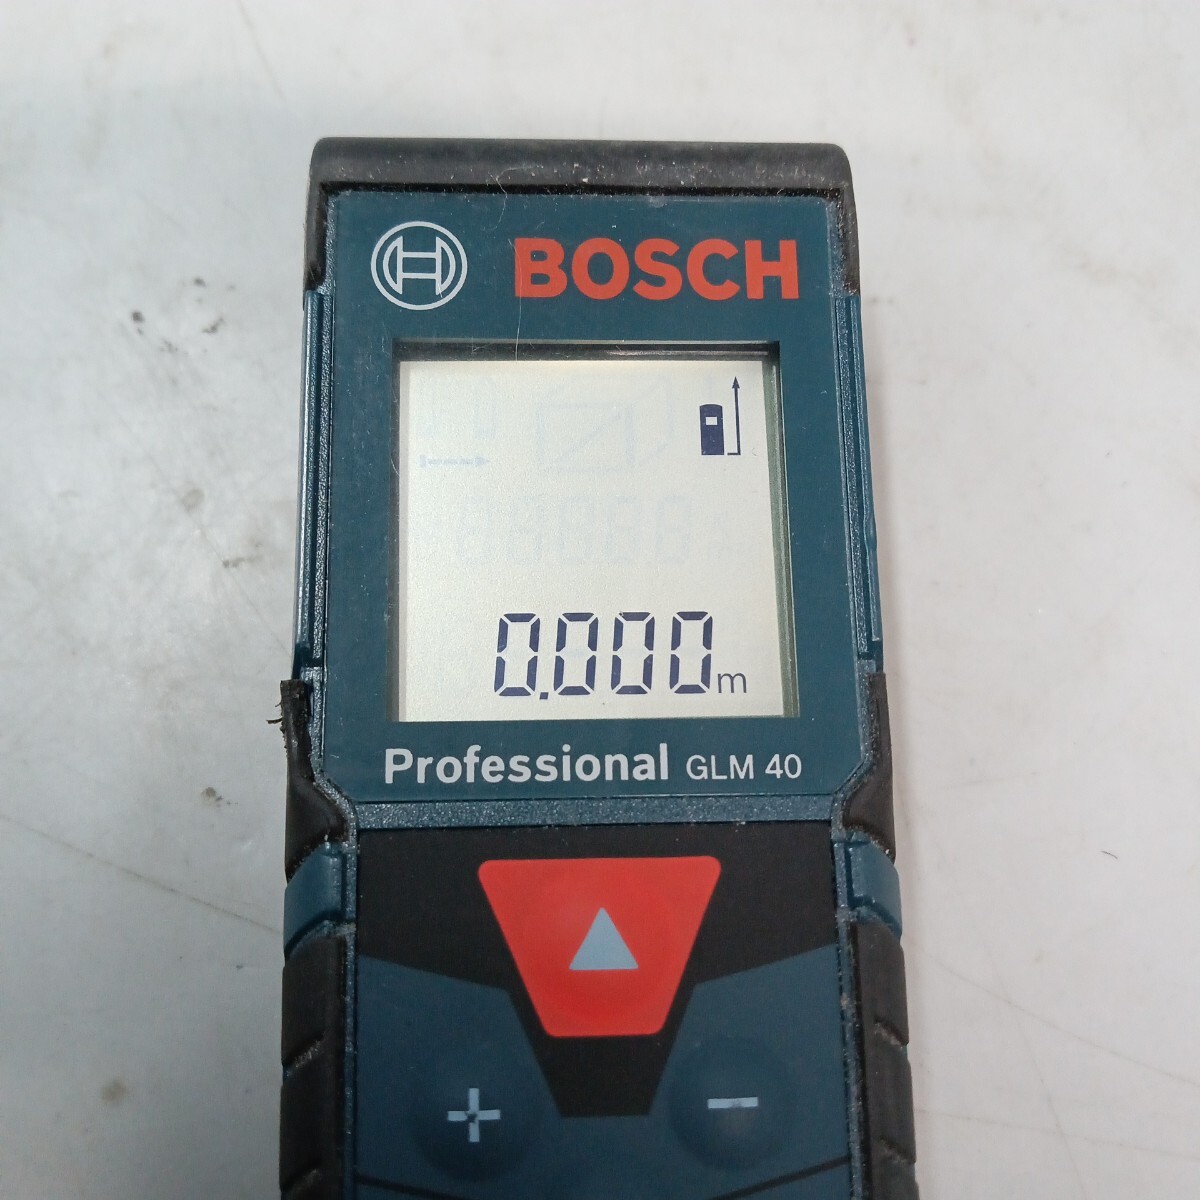 BOSCH
0.000m
Professional GLM 40
+ −